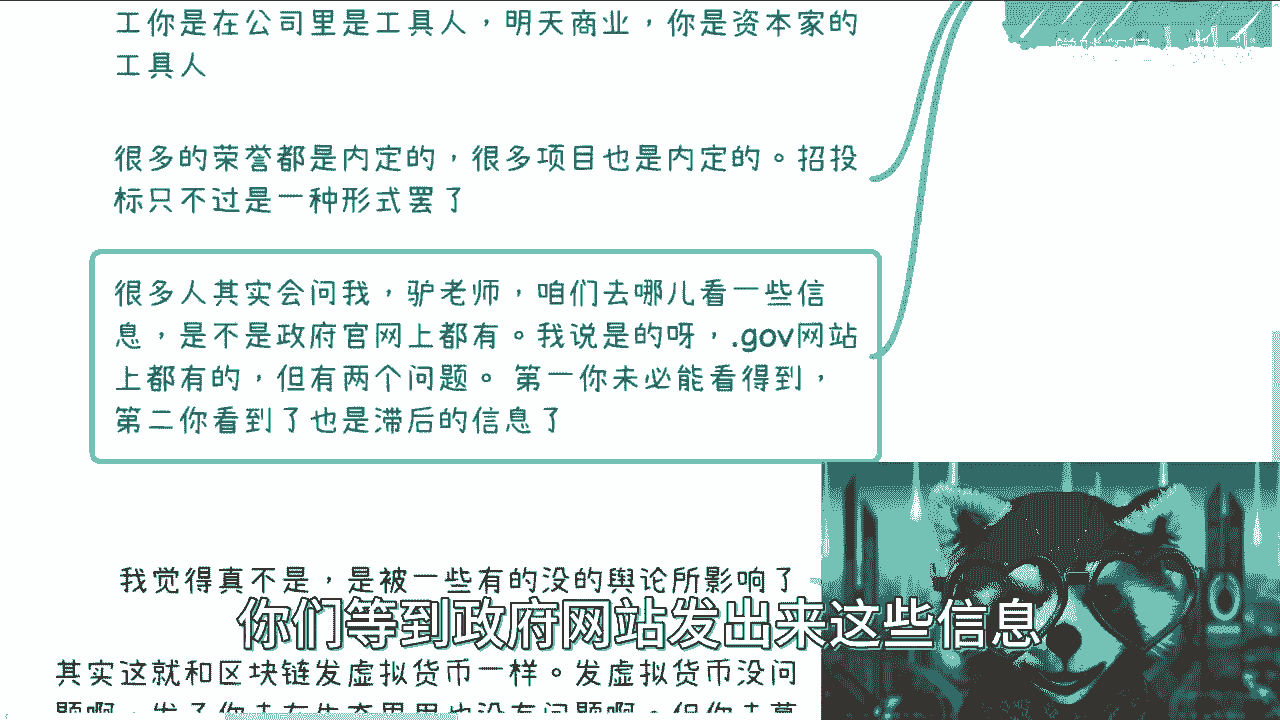 工你是在公司里是工具人，明天商业，你是资本家的
工具人
很多的荣誉都是内定的，很多项目也是内定的。招投
标只不过是一种形式罢了
很多人其实会问我，驴老师，咱们去哪儿看一些信
息，是不是政府官网上都有。我说是的呀，.gov网站
上都有的，但有两个问题。 第一你未必能看得到，
第二你看到了也是滞后的信息了
我觉得真不是，是被一些有的没的舆论所影响了
你们等到政府网站发出来这些信息
其实这就和区块链发虚拟货币一样。发虚拟货币没问